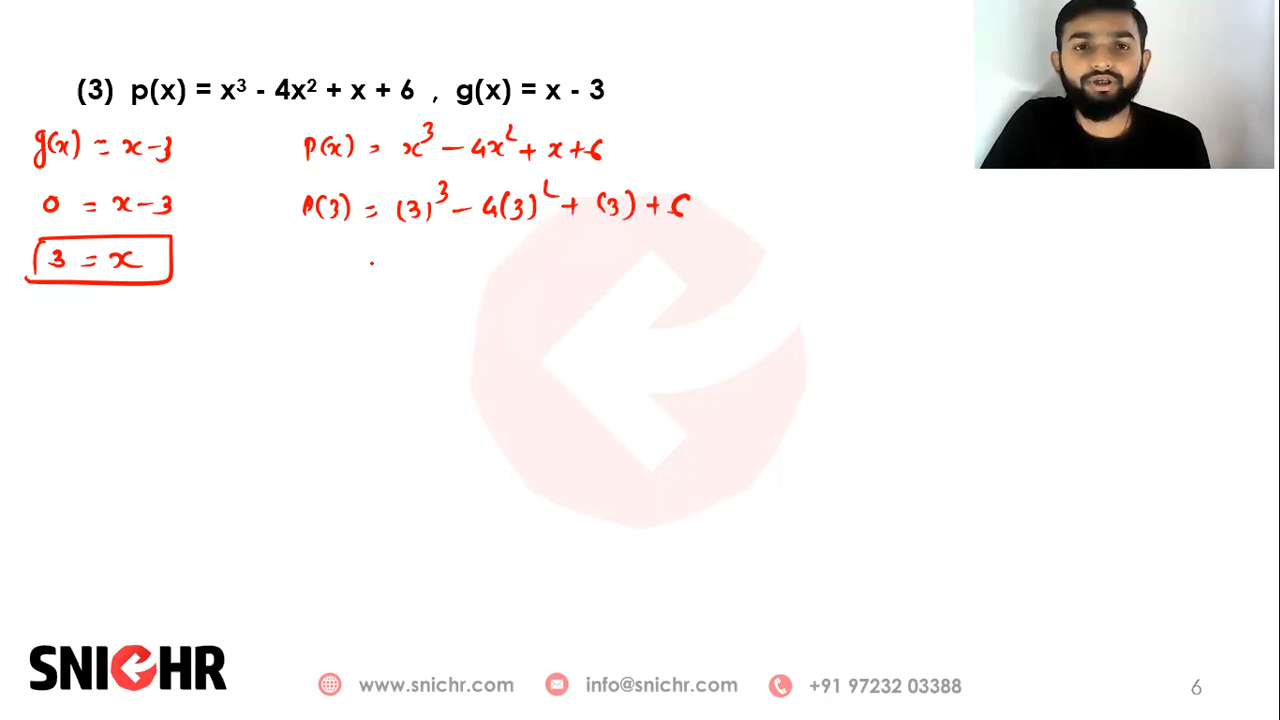 (3) p(x) = x³ - 4x² + x + 6 , g(x) = x - 3
g(x) = x-3
p(x) = x³ - 4x² + x + 6
0 = x-3
p(3) = (3)³ - 4(3)² + (3) + 6
3 = x
SNICHR
www.snichr.com
info@snichr.com
+91 97232 03388
6